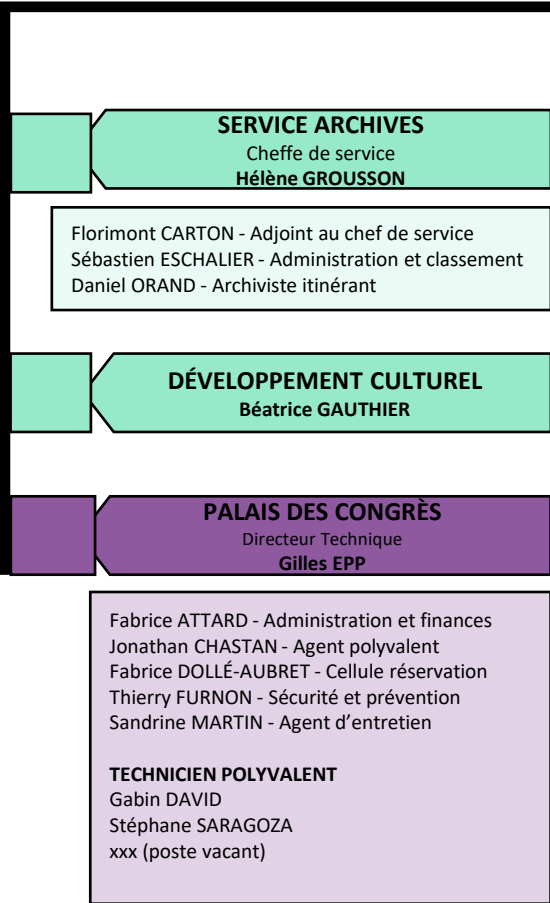 SERVICE ARCHIVES
Cheffe de service
Hélène GROUSSON
Florimont CARTON - Adjoint au chef de service
Sébastien ESCHALIER - Administration et classement
Daniel ORAND - Archiviste itinérant
DÉVELOPPEMENT CULTUREL
Béatrice GAUTHIER
PALAIS DES CONGRÈS
Directeur Technique
Gilles EPP
Fabrice ATTARD - Administration et finances
Jonathan CHASTAN - Agent polyvalent
Fabrice DOLLÉ-AUBRET - Cellule réservation
Thierry FURNON - Sécurité et prévention
Sandrine MARTIN - Agent d’entretien
TECHNICIEN POLYVALENT
Gabin DAVID
Stéphane SARAGOZA
xxx (poste vacant)